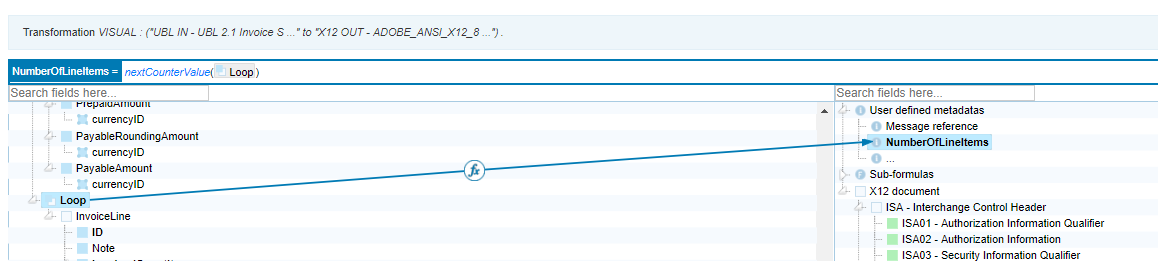 Transformation VISUAL : ("UBL IN - UBL 2.1 Invoice S ..." to "X12 OUT - ADOBE_ANSI_X12_8 ...") .
NumberOfLineItems = nextCounterValue( Loop )
Search fields here...
PrepaidAmount
currencyID
PayableRoundingAmount
currencyID
PayableAmount
currencyID
Loop
InvoiceLine
ID
Note
fx
Search fields here...
User defined metadatas
Message reference
NumberOfLineItems
...
Sub-formulas
X12 document
ISA - Interchange Control Header
ISA01 - Authorization Information Qualifier
ISA02 - Authorization Information
ISA03 - Security Information Qualifier